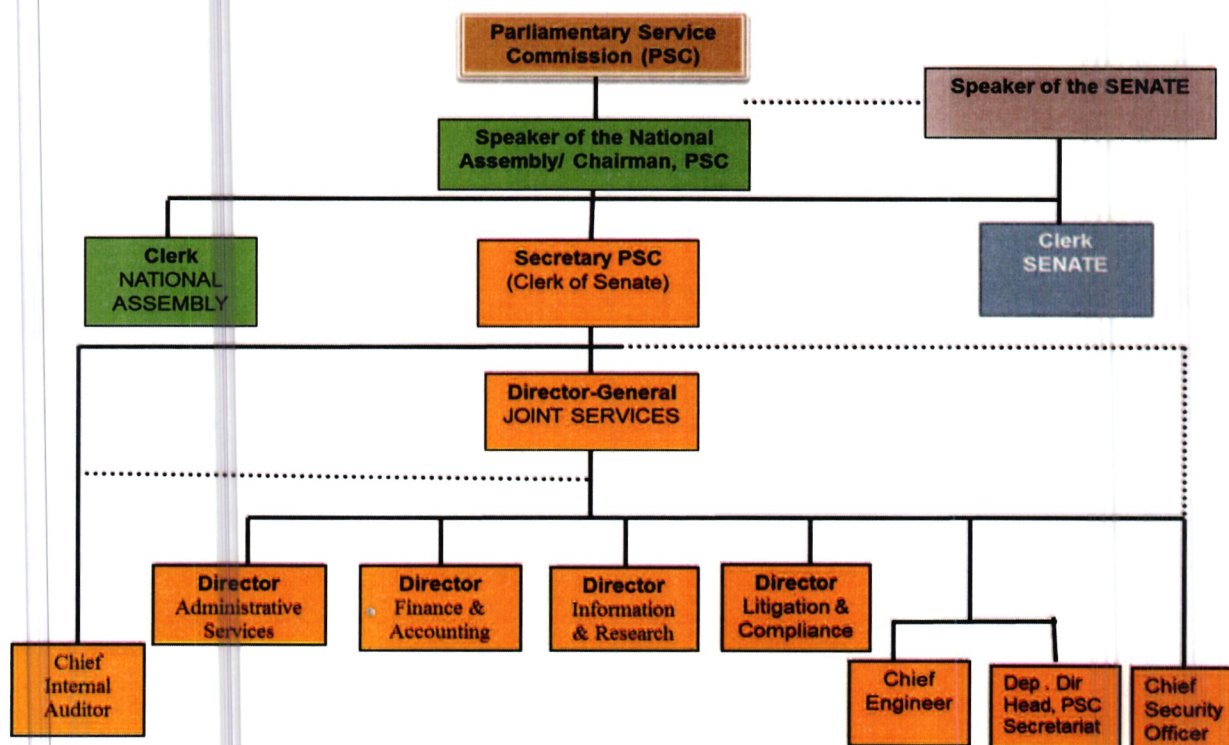 Parliamentary Service
Commission (PSC)
Speaker of the SENATE
Speaker of the National
Assembly/ Chairman, PSC
Clerk
NATIONAL
ASSEMBLY
Secretary PSC
(Clerk of Senate)
Clerk
SENATE
Director-General
JOINT SERVICES
Director
Administrative
Services
Director
Finance &
Accounting
Director
Information
& Research
Director
Litigation &
Compliance
Chief
Internal
Auditor
Chief
Engineer
Dep . Dir
Head, PSC
Secretariat
Chief
Security
Officer